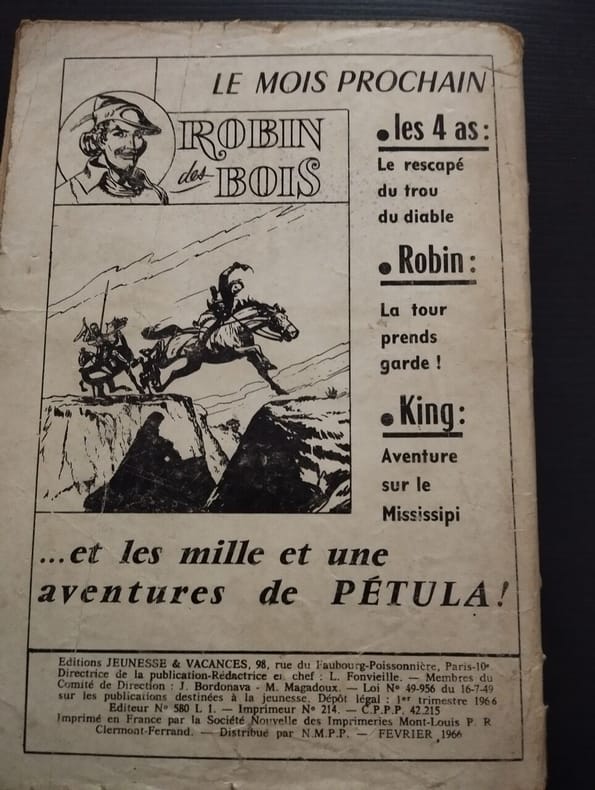 LE MOIS PROCHAIN
ROBIN
des BOIS
• les 4 as :
Le rescapé
du trou
du diable
• Robin :
La tour
prends
garde !
• King :
Aventure
sur le
Mississipi
...et les mille et une
aventures de PÉTULA !
Editions JEUNESSE & VACANCES, 98, rue du Faubourg-Poissonnière, Paris-10e
Directrice de la publication-Rédactrice en chef : L. Fonvieille. — Membres du
Comité de Direction : J. Bordonava - M. Magadoux. — Loi No 49-956 du 16-7-49
sur les publications destinées à la jeunesse. Dépôt légal : 1er trimestre 1966
Editeur No 580 L 1. — Imprimeur No 214. — C.P.P.P. 42.215
Imprimé en France par la Société Nouvelle des Imprimeries Mont-Louis P. R
Clermont-Ferrand. — Distribué par N.M.P.P. — FEVRIER 1966